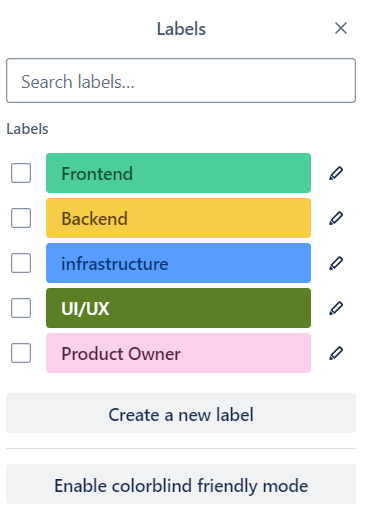 Labels
Search labels...
Labels
Frontend
Backend
infrastructure
UI/UX
Product Owner
Create a new label
Enable colorblind friendly mode